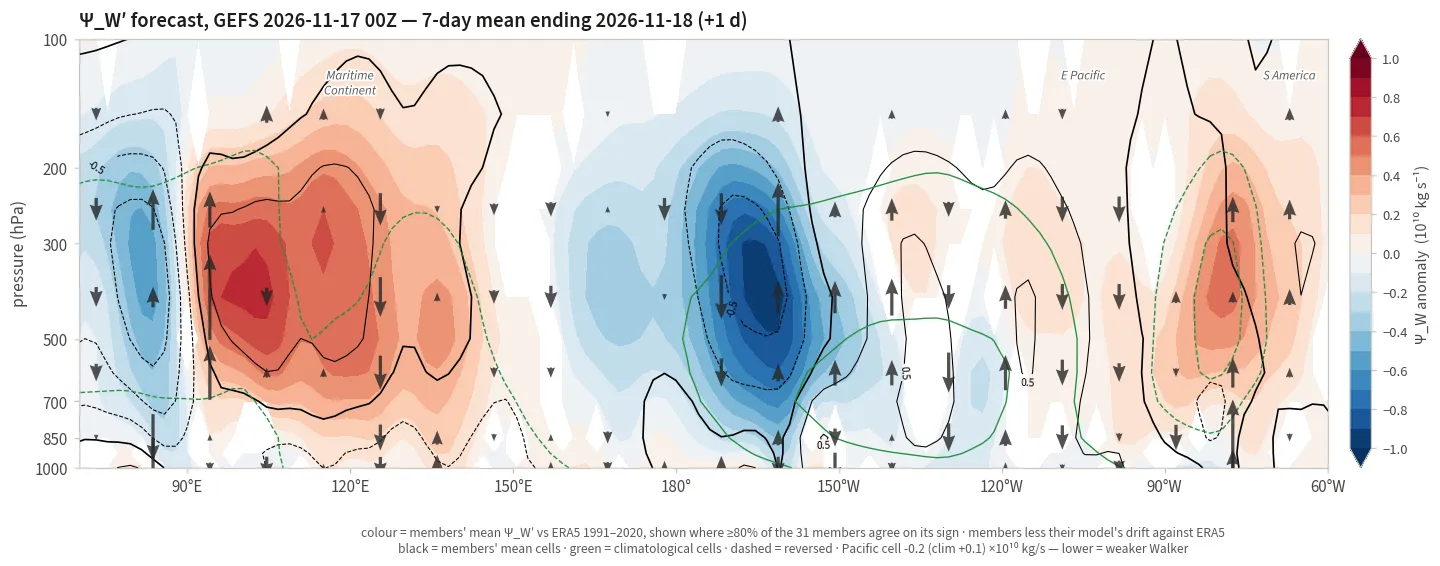 Ψ_W′ forecast, GEFS 2026-11-17 00Z — 7-day mean ending 2026-11-18 (+1 d)
100
200
300
400
500
700
850
1000
pressure (hPa)
Maritime
Continent
E Pacific
S America
-0.5
-0.5
0.5
0.5
0.5
90°E
120°E
150°E
180°
150°W
120°W
90°W
60°W
1.0
0.8
0.6
0.4
0.2
0.0
−0.2
−0.4
−0.6
−0.8
−1.0
Ψ_W anomaly (10¹⁰ kg s⁻¹)
colour = members' mean Ψ_W′ vs ERA5 1991–2020, shown where ≥80% of the 31 members agree on its sign · members less their model's drift against ERA5
black = members' mean cells · green = climatological cells · dashed = reversed · Pacific cell -0.2 (clim +0.1) ×10¹⁰ kg/s — lower = weaker Walker